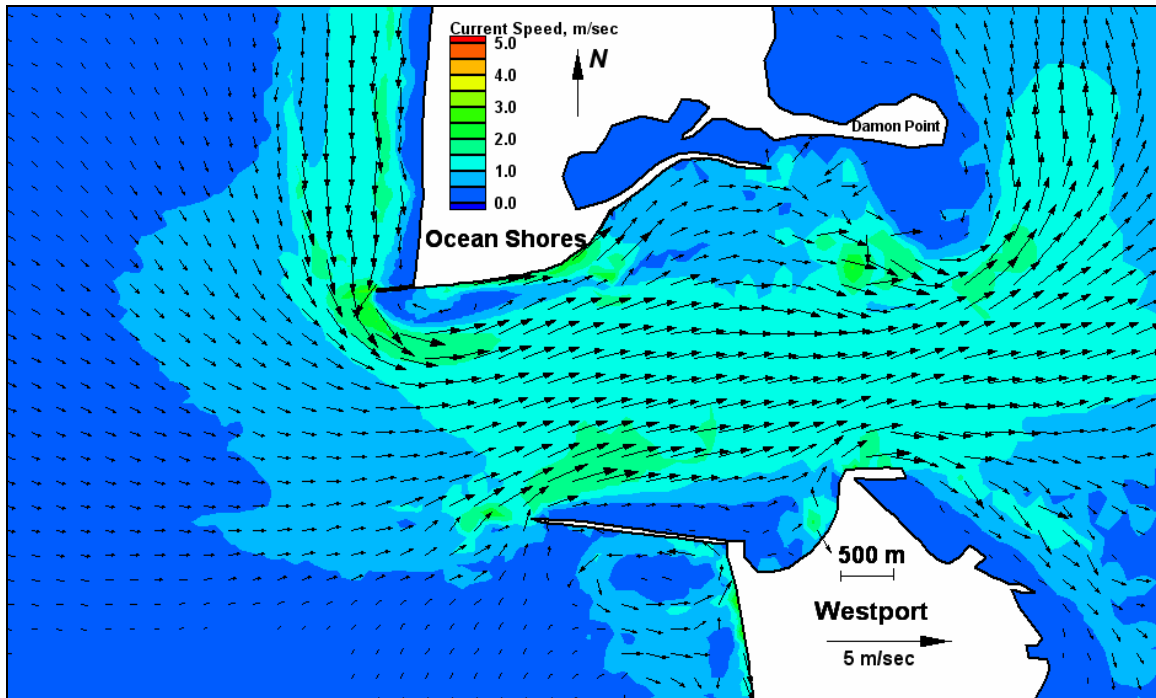 Current Speed, m/sec
5.0
4.0
3.0
2.0
1.0
0.0
N
Damon Point
Ocean Shores
500 m
Westport
5 m/sec